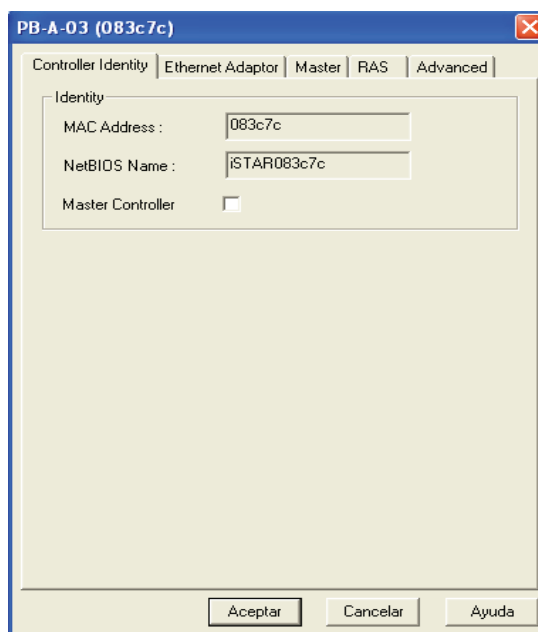 PB-A-03 (083c7c)
Controller Identity Ethernet Adaptor Master RAS Advanced
Identity
MAC Address : 083c7c
NetBIOS Name : iSTAR083c7c
Master Controller
Aceptar Cancelar Ayuda